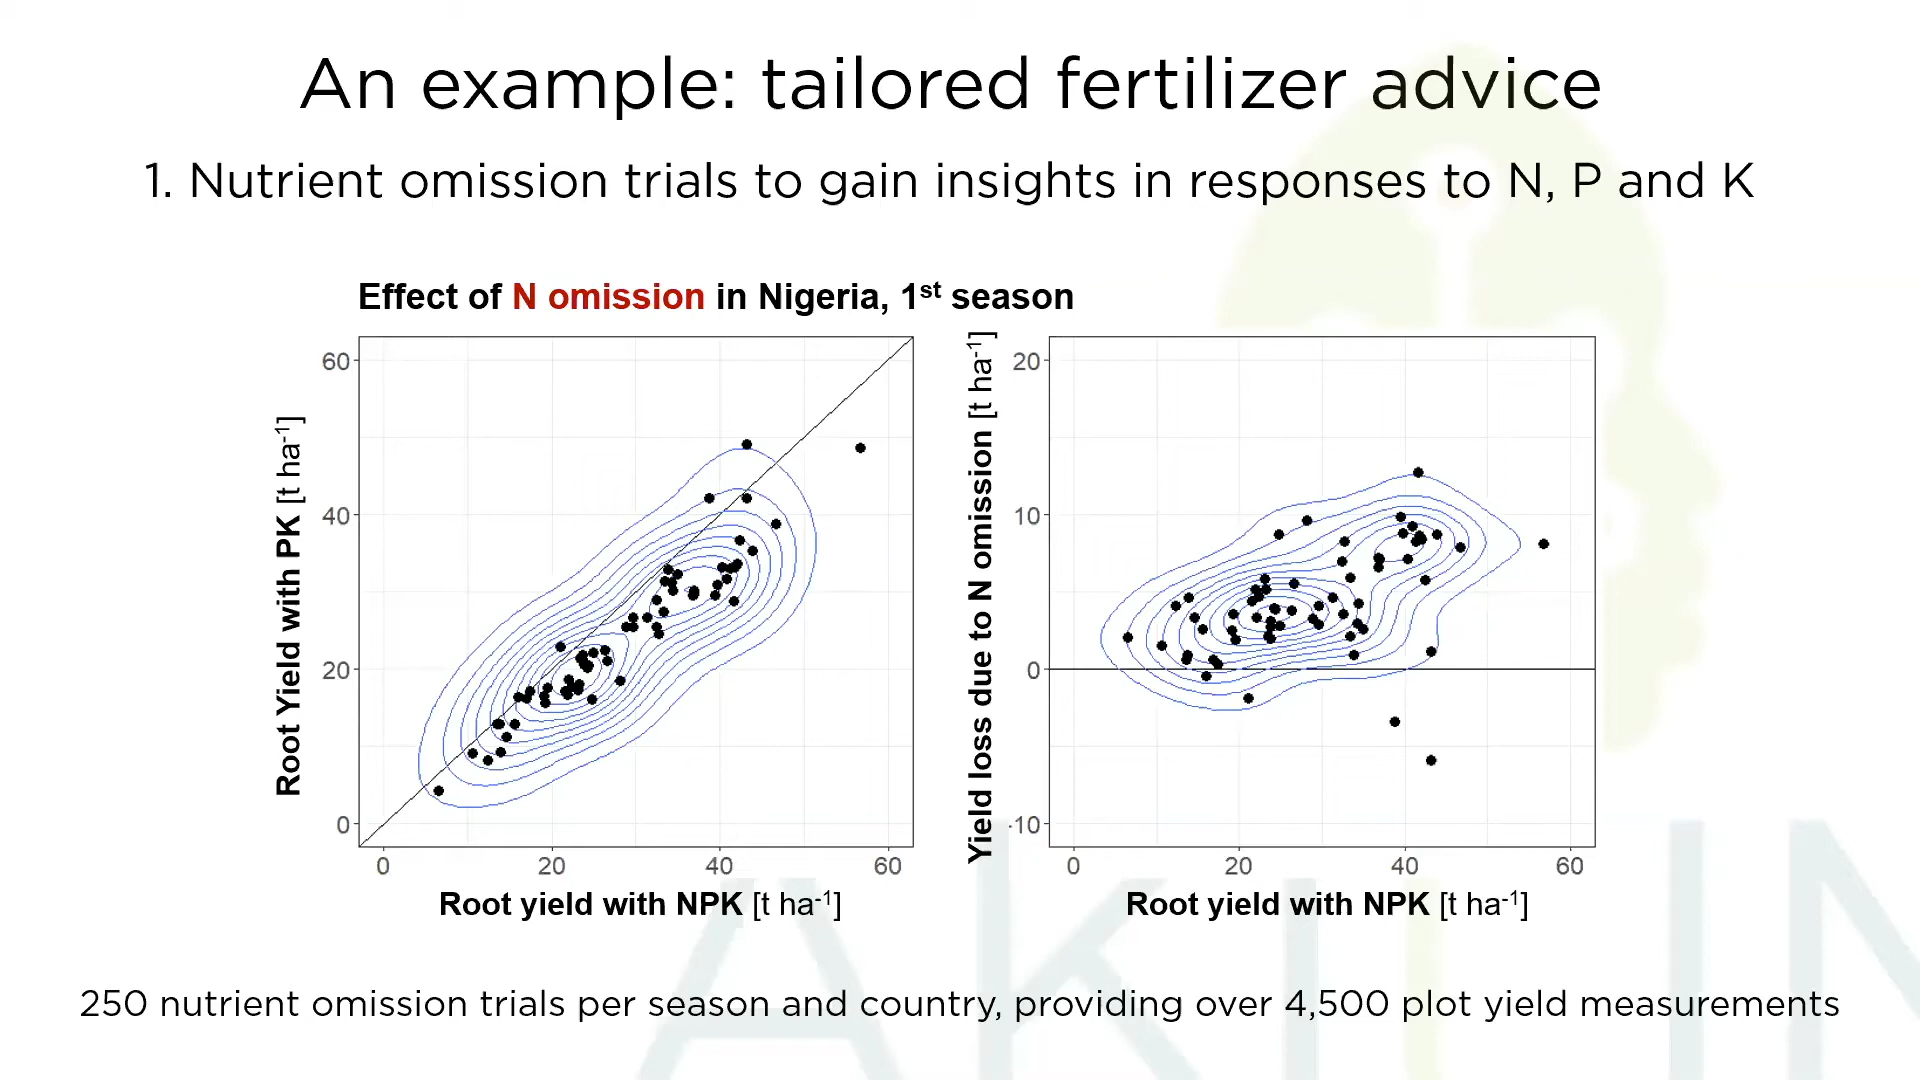 An example: tailored fertilizer advice
1. Nutrient omission trials to gain insights in responses to N, P and K
Effect of N omission in Nigeria, 1st season
Root Yield with PK [t ha-1]
60
40
20
0
0 20 40 60
Root yield with NPK [t ha-1]
Yield loss due to N omission [t ha-1]
20
10
0
-10
0 20 40 60
Root yield with NPK [t ha-1]
250 nutrient omission trials per season and country, providing over 4,500 plot yield measurements